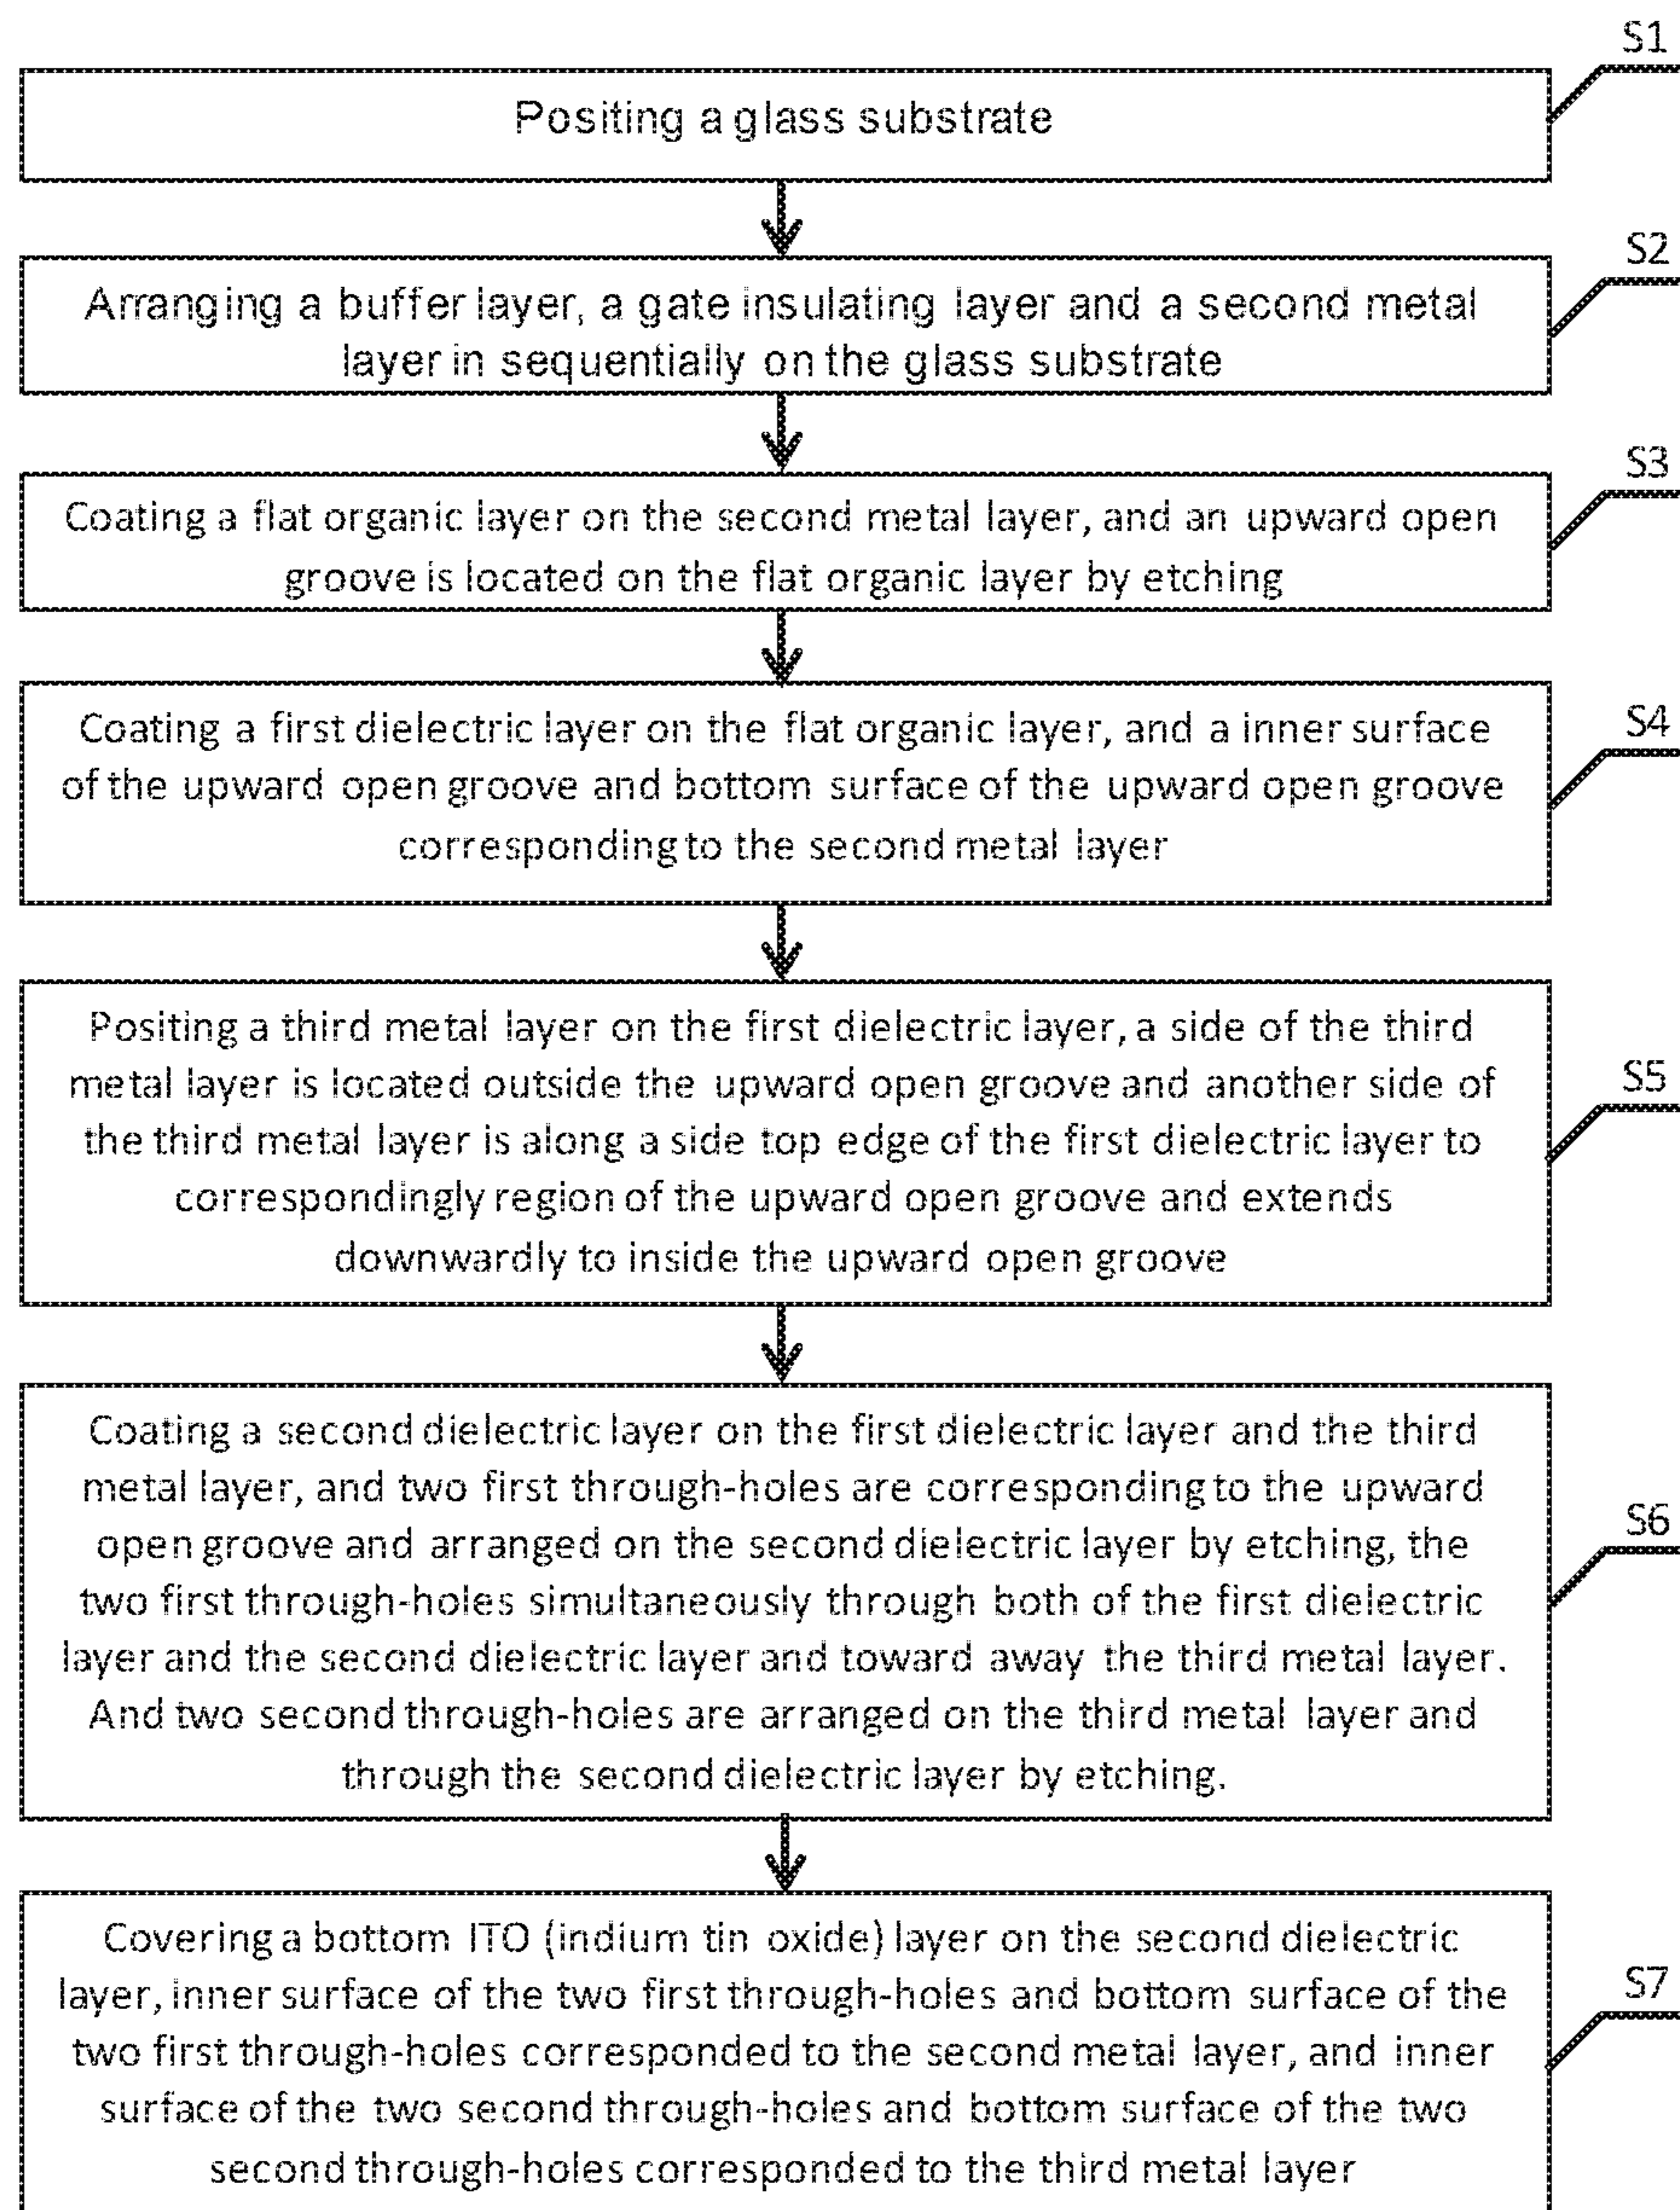 S1
Positing a glass substrate
S2
Arranging a buffer layer, a gate insulating layer and a second metal
layer in sequentially on the glass substrate
S3
Coating a flat organic layer on the second metal layer, and an upward open
groove is located on the flat organic layer by etching
S4
Coating a first dielectric layer on the flat organic layer, and a inner surface
of the upward open groove and bottom surface of the upward open groove
corresponding to the second metal layer
S5
Positing a third metal layer on the first dielectric layer, a side of the third
metal layer is located outside the upward open groove and another side of
the third metal layer is along a side top edge of the first dielectric layer to
correspondingly region of the upward open groove and extends
downwardly to inside the upward open groove
S6
Coating a second dielectric layer on the first dielectric layer and the third
metal layer, and two first through-holes are corresponding to the upward
open groove and arranged on the second dielectric layer by etching, the
two first through-holes simultaneously through both of the first dielectric
layer and the second dielectric layer and toward away the third metal layer.
And two second through-holes are arranged on the third metal layer and
through the second dielectric layer by etching.
S7
Covering a bottom ITO (indium tin oxide) layer on the second dielectric
layer, inner surface of the two first through-holes and bottom surface of the
two first through-holes corresponded to the second metal layer, and inner
surface of the two second through-holes and bottom surface of the two
second through-holes corresponded to the third metal layer